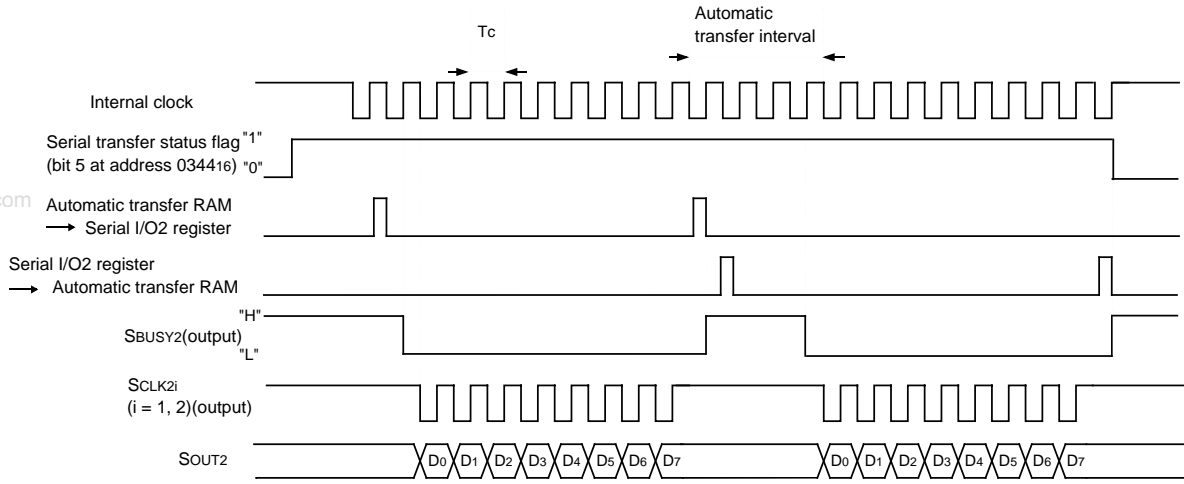 Automatic
transfer interval
Tc
Internal clock
Serial transfer status flag "1"
(bit 5 at address 034416) "0"
com
Automatic transfer RAM
→ Serial I/O2 register
Serial I/O2 register
→ Automatic transfer RAM
"H"
SBUSY2(output)
"L"
SCLK2i
(i = 1, 2)(output)
SOUT2 D0 D1 D2 D3 D4 D5 D6 D7 D0 D1 D2 D3 D4 D5 D6 D7